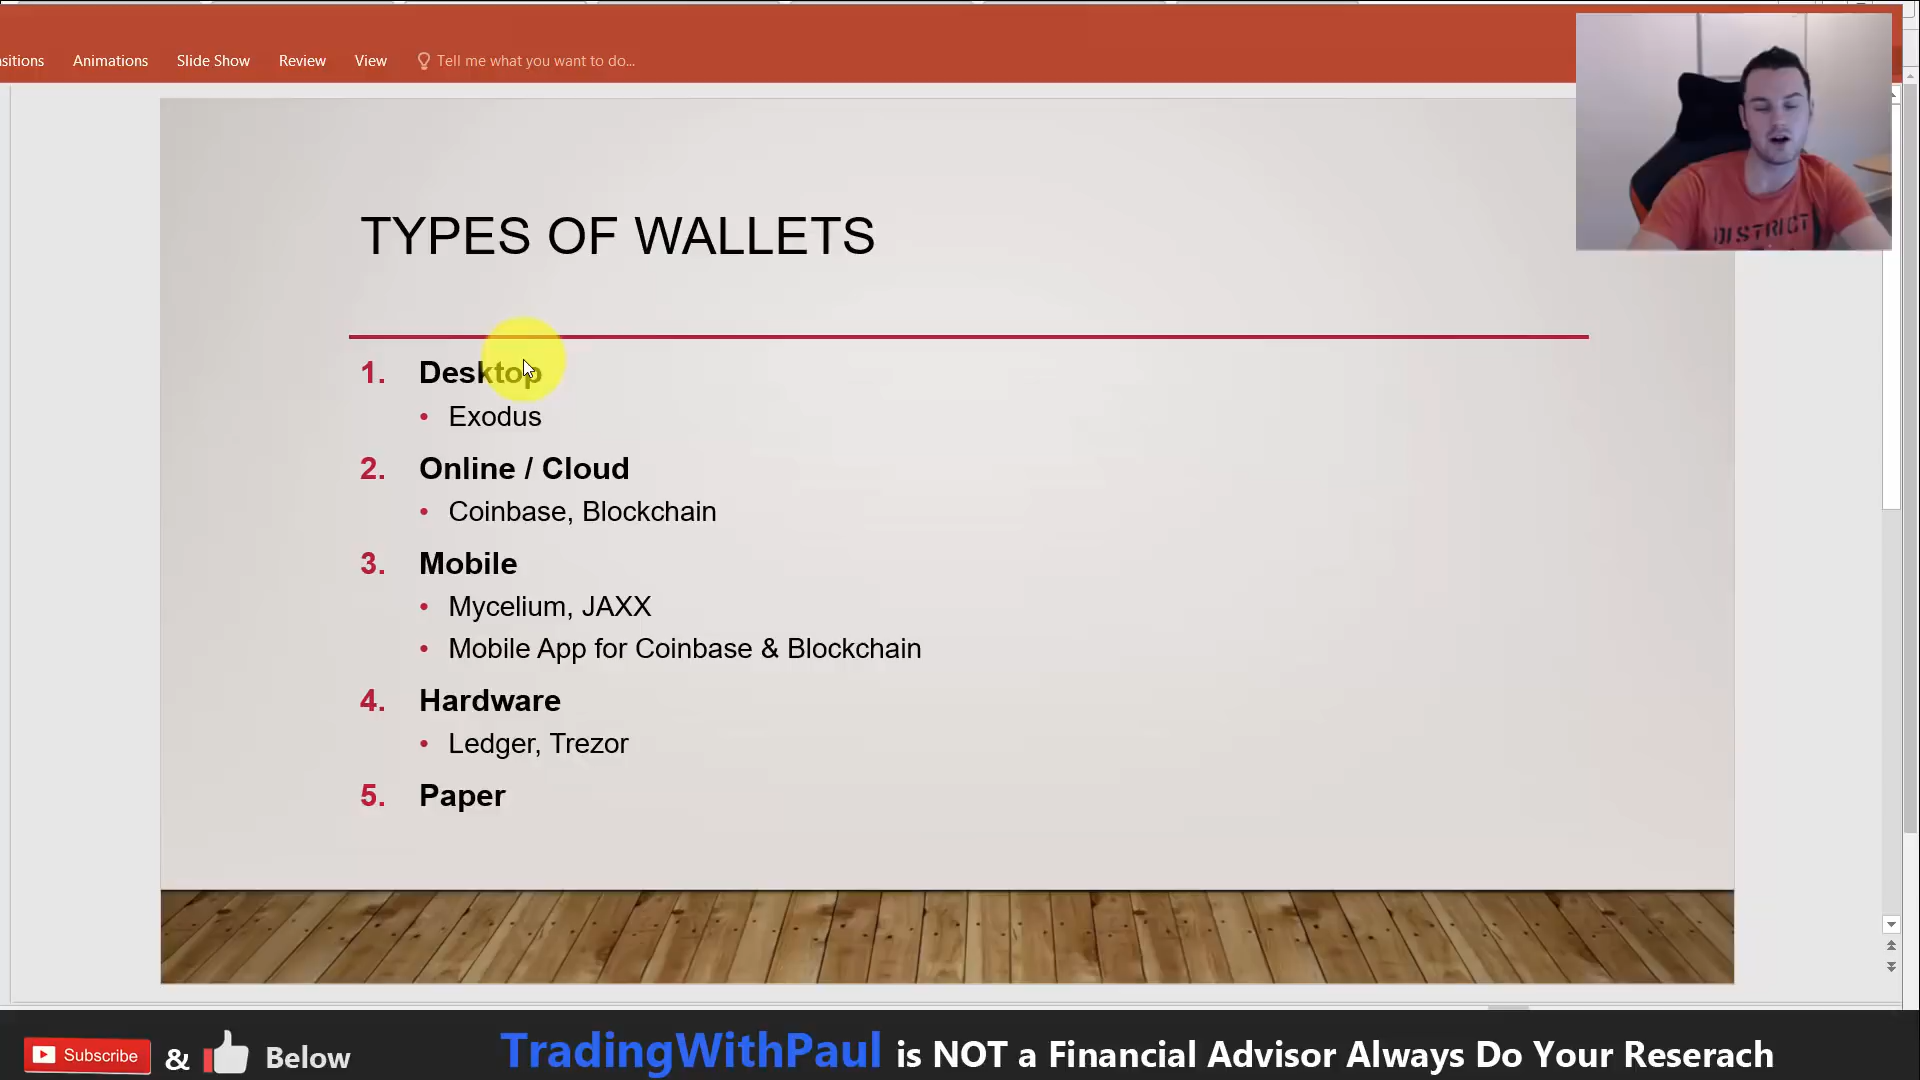 sitions Animations Slide Show Review View Tell me what you want to do...
DISTRICT
TYPES OF WALLETS
1. Desktop
• Exodus
2. Online / Cloud
• Coinbase, Blockchain
3. Mobile
• Mycelium, JAXX
• Mobile App for Coinbase & Blockchain
4. Hardware
• Ledger, Trezor
5. Paper
Subscribe & Below TradingWithPaul is NOT a Financial Advisor Always Do Your Reserach